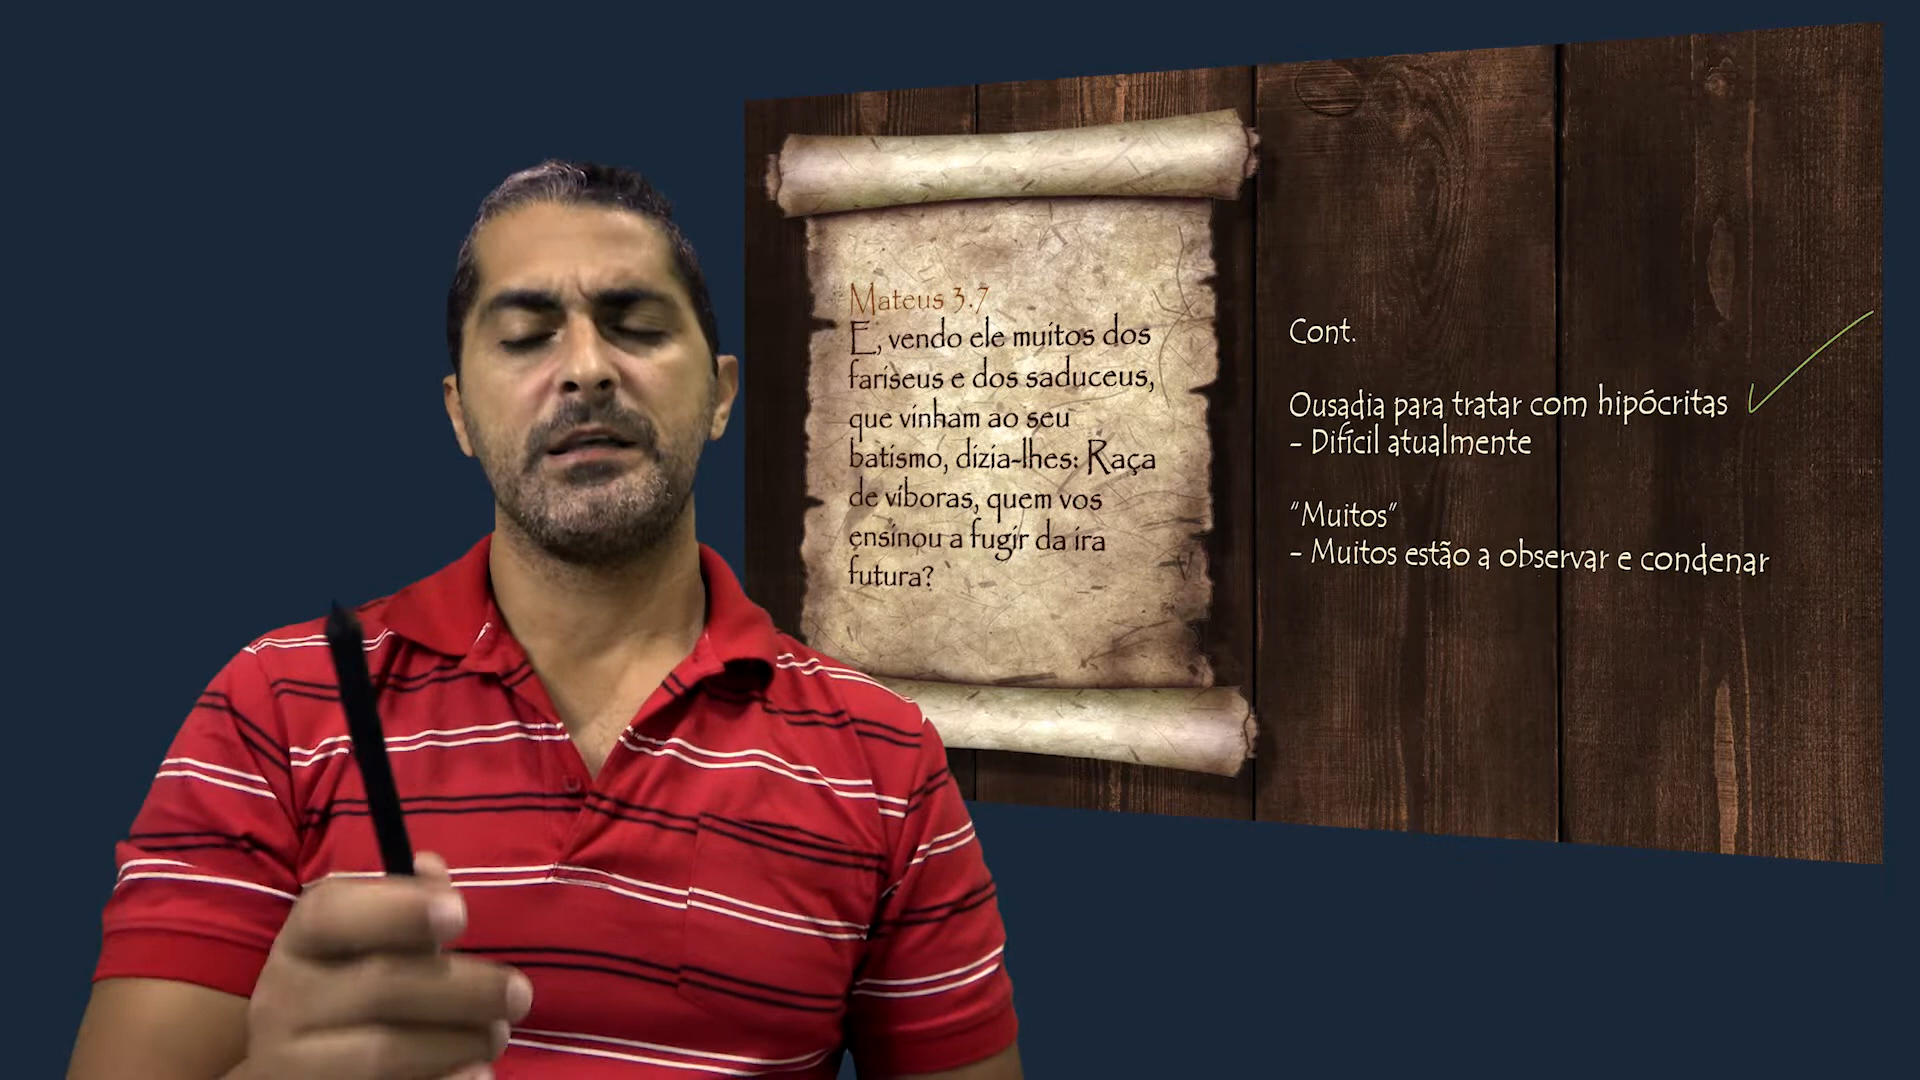 Mateus 3.7
E, vendo ele muitos dos
fariseus e dos saduceus,
que vinham ao seu
batismo, dizia-lhes: Raça
de víboras, quem vos
ensinou a fugir da ira
futura?
Cont.
Ousadia para tratar com hipócritas
- Difícil atualmente
“Muitos”
- Muitos estão a observar e condenar